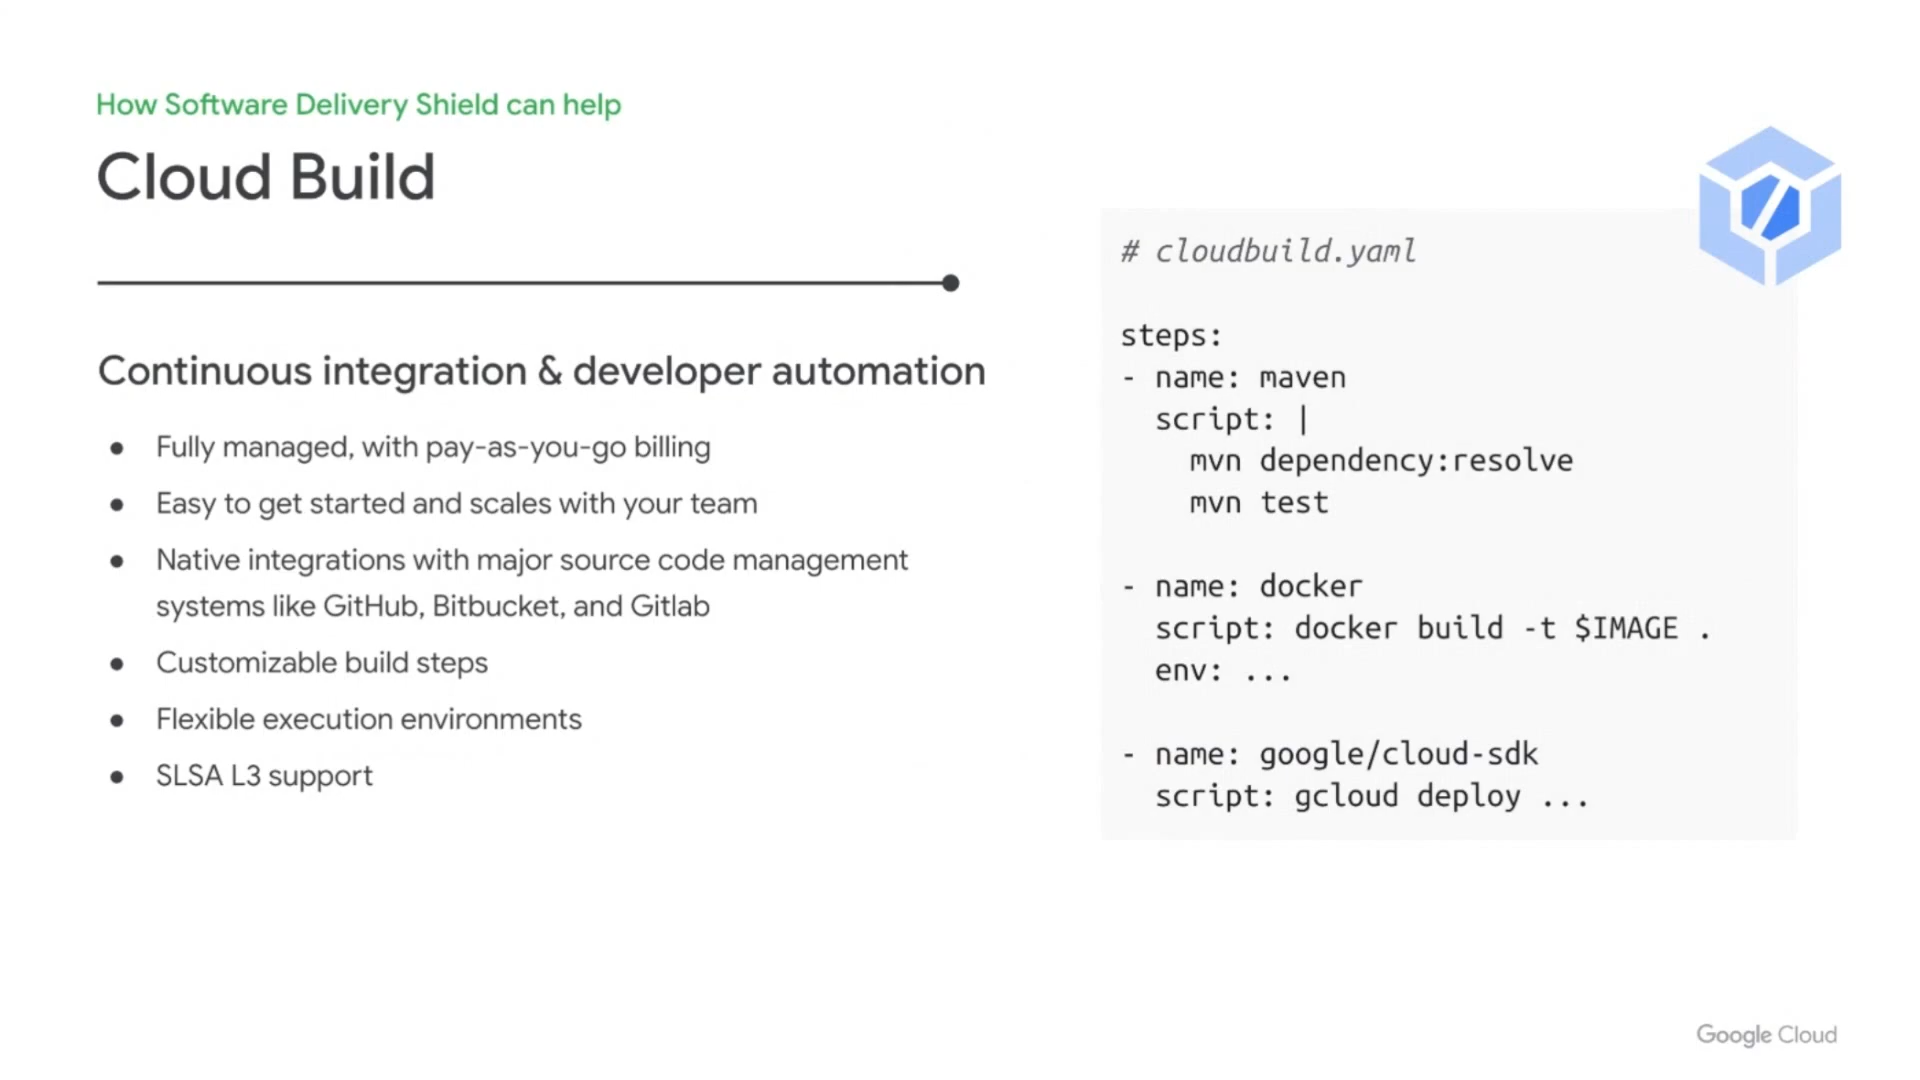 How Software Delivery Shield can help
Cloud Build
Continuous integration & developer automation
● Fully managed, with pay-as-you-go billing
● Easy to get started and scales with your team
● Native integrations with major source code management
systems like GitHub, Bitbucket, and Gitlab
● Customizable build steps
● Flexible execution environments
● SLSA L3 support
# cloudbuild.yaml
steps:
- name: maven
  script: |
    mvn dependency:resolve
    mvn test
- name: docker
  script: docker build -t $IMAGE .
  env: ...
- name: google/cloud-sdk
  script: gcloud deploy ...
Google Cloud